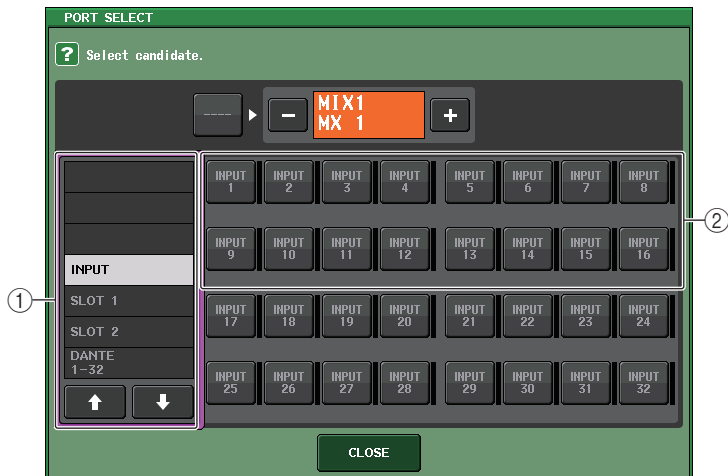 PORT SELECT
? Select candidate.
---- − MIX1 +
MX 1
INPUT
SLOT 1
SLOT 2
DANTE
1-32
INPUT 1 INPUT 2 INPUT 3 INPUT 4 INPUT 5 INPUT 6 INPUT 7 INPUT 8
INPUT 9 INPUT 10 INPUT 11 INPUT 12 INPUT 13 INPUT 14 INPUT 15 INPUT 16
INPUT 17 INPUT 18 INPUT 19 INPUT 20 INPUT 21 INPUT 22 INPUT 23 INPUT 24
INPUT 25 INPUT 26 INPUT 27 INPUT 28 INPUT 29 INPUT 30 INPUT 31 INPUT 32
CLOSE
1
2